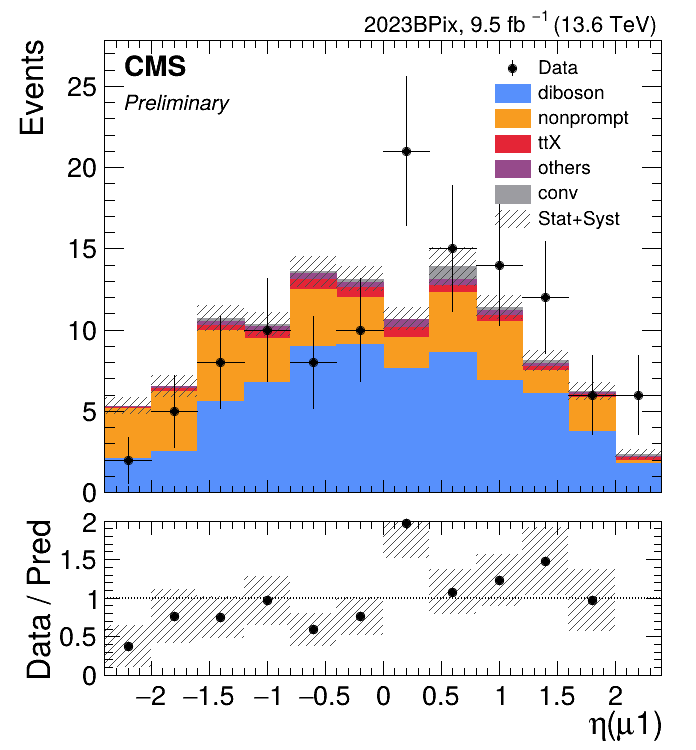 2023BPix, 9.5 fb⁻¹ (13.6 TeV)
CMS
Preliminary
Events
Data
diboson
nonprompt
ttX
others
conv
Stat+Syst
25
20
15
10
5
0
Data / Pred
2
1.5
1
0.5
0
−2 −1.5 −1 −0.5 0 0.5 1 1.5 2
η(μ1)